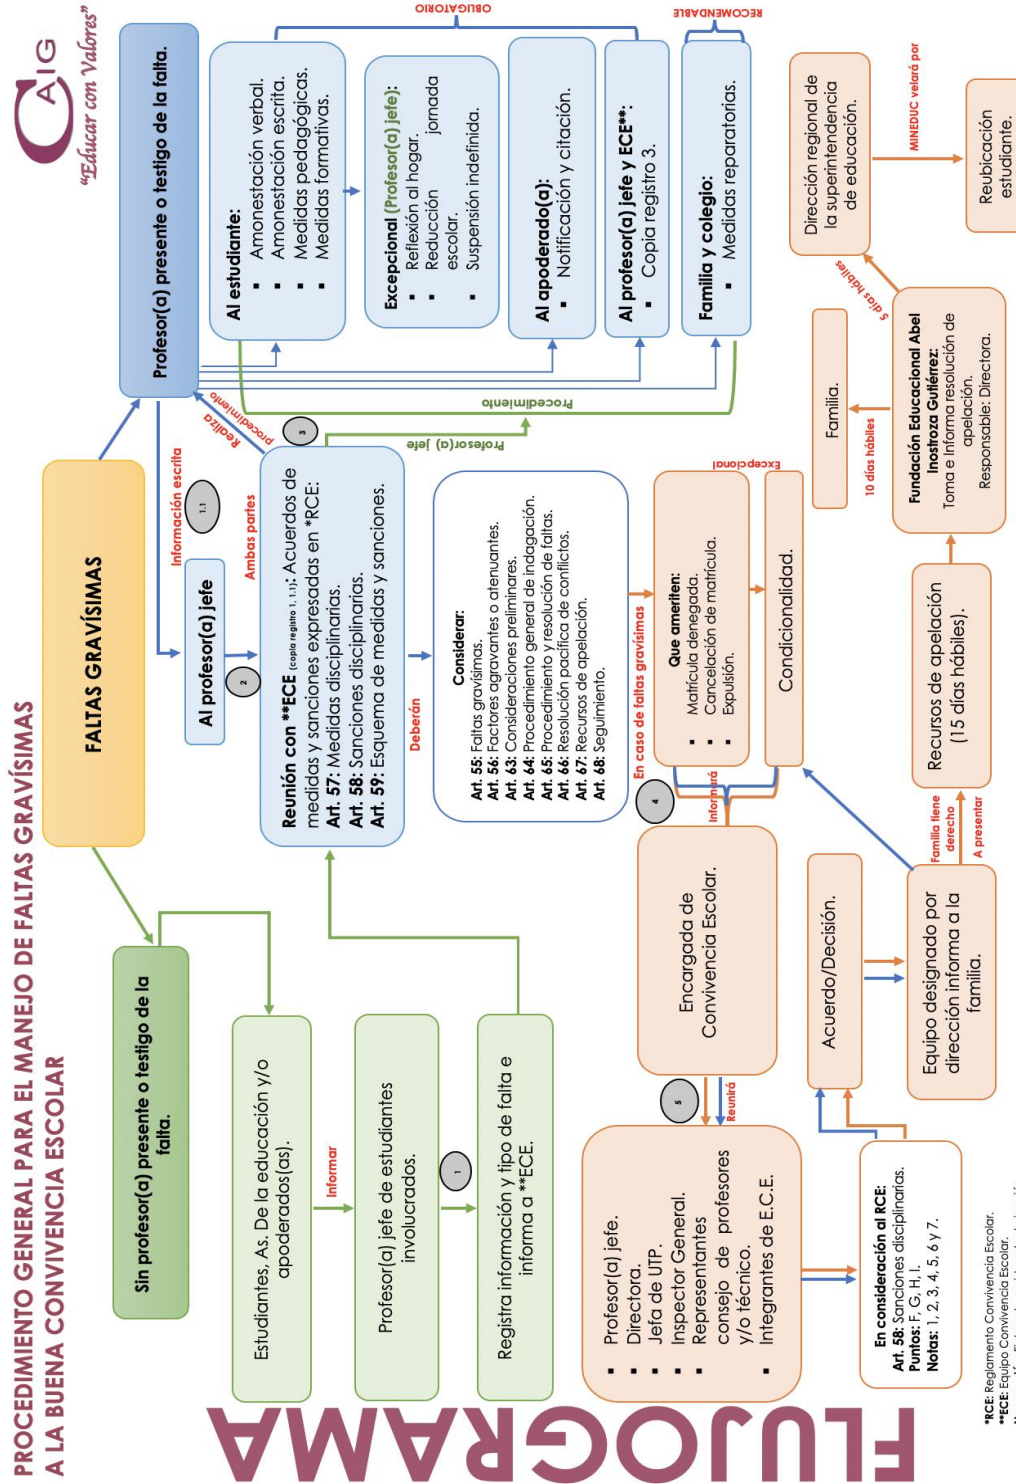 PROCEDIMIENTO GENERAL PARA EL MANEJO DE FALTAS GRAVÍSIMAS
A LA BUENA CONVIVENCIA ESCOLAR
CAIG
"Educar con Valores"
FLUJOGRAMA
FALTAS GRAVÍSIMAS
Sin profesor(a) presente o testigo de la
falta.
Estudiantes, As. De la educación y/o
apoderados(as).
Informar
Profesor(a) jefe de estudiantes
involucrados.
1
Registra información y tipo de falta e
informa a **ECE.
Profesor(a) presente o testigo de la falta.
Información escrita
1.1
Al profesor(a) jefe
2
Ambas partes
Realiza
procedimiento
3
Reunión con **ECE (copia registro 1, 1.1): Acuerdos de
medidas y sanciones expresadas en *RCE:
Art. 57: Medidas disciplinarias.
Art. 58: Sanciones disciplinarias.
Art. 59: Esquema de medidas y sanciones.
Deberán
Profesor(a) jefe
Procedimiento
Al estudiante:
▪ Amonestación verbal.
▪ Amonestación escrita.
▪ Medidas pedagógicas.
▪ Medidas formativas.
Excepcional (Profesor(a) jefe):
▪ Reflexión al hogar.
▪ Reducción jornada
escolar.
▪ Suspensión indefinida.
Al apoderado(a):
▪ Notificación y citación.
Al profesor(a) jefe y ECE**:
▪ Copia registro 3.
OBLIGATORIO
Familia y colegio:
▪ Medidas reparatorias.
RECOMENDABLE
Considerar:
Art. 55: Faltas gravísimas.
Art. 56: Factores agravantes o atenuantes.
Art. 63: Consideraciones preliminares.
Art. 64: Procedimiento general de indagación.
Art. 65: Procedimiento y resolución de faltas.
Art. 66: Resolución pacífica de conflictos.
Art. 67: Recursos de apelación.
Art. 68: Seguimiento.
En caso de faltas gravísimas
4
Que ameriten:
▪ Matrícula denegada.
▪ Cancelación de matrícula.
▪ Expulsión.
Excepcional
Condicionalidad.
Informará
Encargada de
Convivencia Escolar.
5
Reunirá
▪ Profesor(a) jefe.
▪ Directora.
▪ Jefa de UTP.
▪ Inspector General.
▪ Representantes
consejo de profesores
y/o técnico.
▪ Integrantes de E.C.E.
En consideración al RCE:
Art. 58: Sanciones disciplinarias.
Puntos: F, G, H, I.
Notas: 1, 2, 3, 4, 5, 6 y 7.
Acuerdo/Decisión.
Equipo designado por
dirección informa a la
familia.
Familia tiene
derecho
A presentar
Recursos de apelación
(15 días hábiles).
Fundación Educacional Abel
Inostroza Gutiérrez:
Toma e Informa resolución de
apelación.
Responsable: Directora.
10 días hábiles
Familia.
5 días hábiles
Dirección regional de
la superintendencia
de educación.
MINEDUC velará por
Reubicación
estudiante.
*RCE: Reglamento Convivencia Escolar.
**ECE: Equipo Convivencia Escolar.